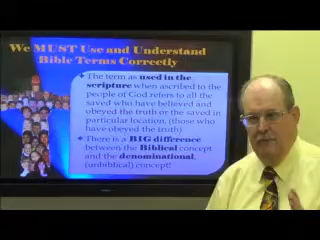 We MUST Use and Understand
Bible Terms Correctly
The term as used in the
scripture when ascribed to the
people of God refers to all the
saved who have believed and
obeyed the truth or the saved in
particular location. (those who
have obeyed the truth)
There is a BIG difference
between the Biblical concept
and the denominational,
(unbiblical) concept!